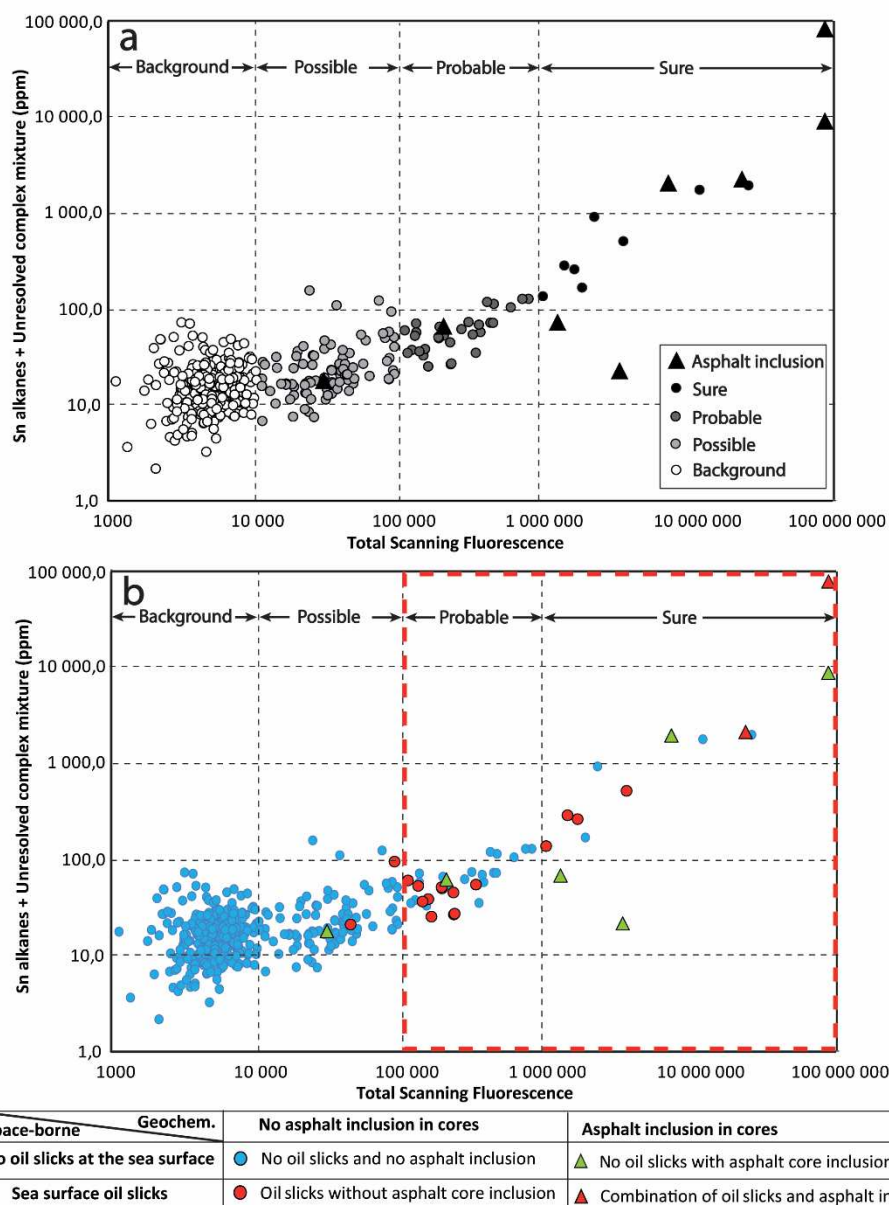 a
Background Possible Probable Sure
Sn alkanes + Unresolved complex mixture (ppm)
100 000,0
10 000,0
1 000,0
100,0
10,0
1,0
Asphalt inclusion
Sure
Probable
Possible
Background
1000 10 000 100 000 1 000 000 10 000 000 100 000 000
Total Scanning Fluorescence
b
Background Possible Probable Sure
Sn alkanes + Unresolved complex mixture (ppm)
100 000,0
10 000,0
1 000,0
100,0
10,0
1,0
1000 10 000 100 000 1 000 000 10 000 000 100 000 000
Total Scanning Fluorescence
Geochem. No asphalt inclusion in cores Asphalt inclusion in cores
pace-borne
o oil slicks at the sea surface No oil slicks and no asphalt inclusion No oil slicks with asphalt core inclusion
Sea surface oil slicks Oil slicks without asphalt core inclusion Combination of oil slicks and asphalt in